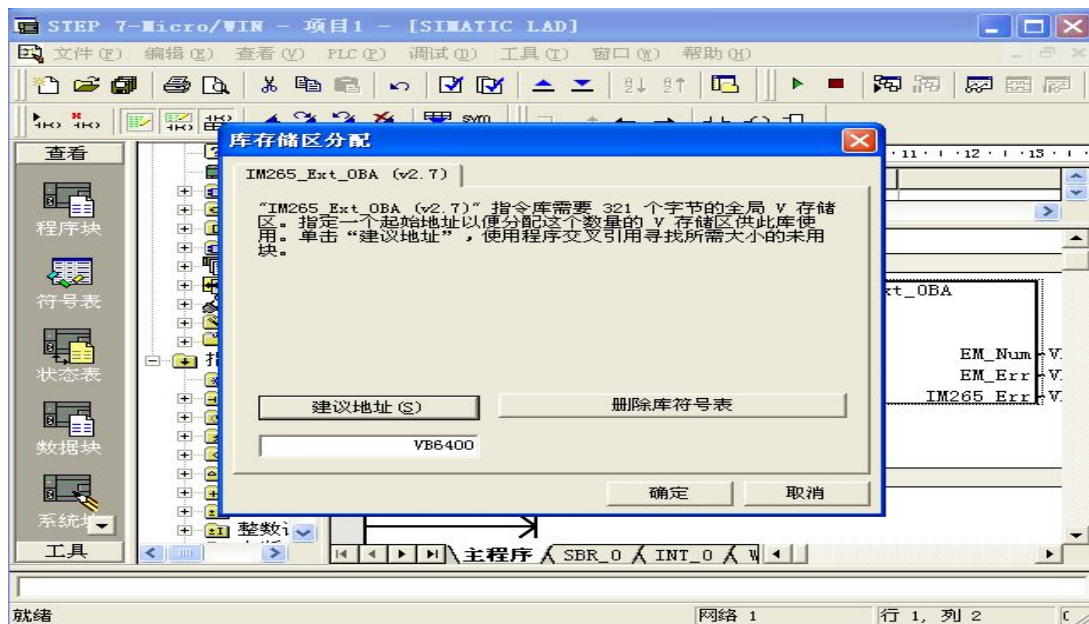 STEP 7-Micro/WIN - 项目1 - [SIMATIC LAD]
文件(F) 编辑(E) 查看(V) PLC(P) 调试(D) 工具(T) 窗口(W) 帮助(H)
查看
库存储区分配
· 11 · 12 · 13 ·
IM265_Ext_OBA (v2.7)
“IM265_Ext_OBA (v2.7)”指令库需要 321 个字节的全局 V 存储
区。指定一个起始地址以便分配这个数量的 V 存储区供此库使
用。单击“建议地址”，使用程序交叉引用寻找所需大小的未用
块。
程序块
符号表
xt_OBA
EM_Num V
状态表
EM_Err V
IM265_Err V
建议地址(S)
删除库符号表
VB6400
数据块
确定
取消
系统块
整数计
工具
主程序 SBR_0 INT_0
就绪
网络 1
行 1, 列 2